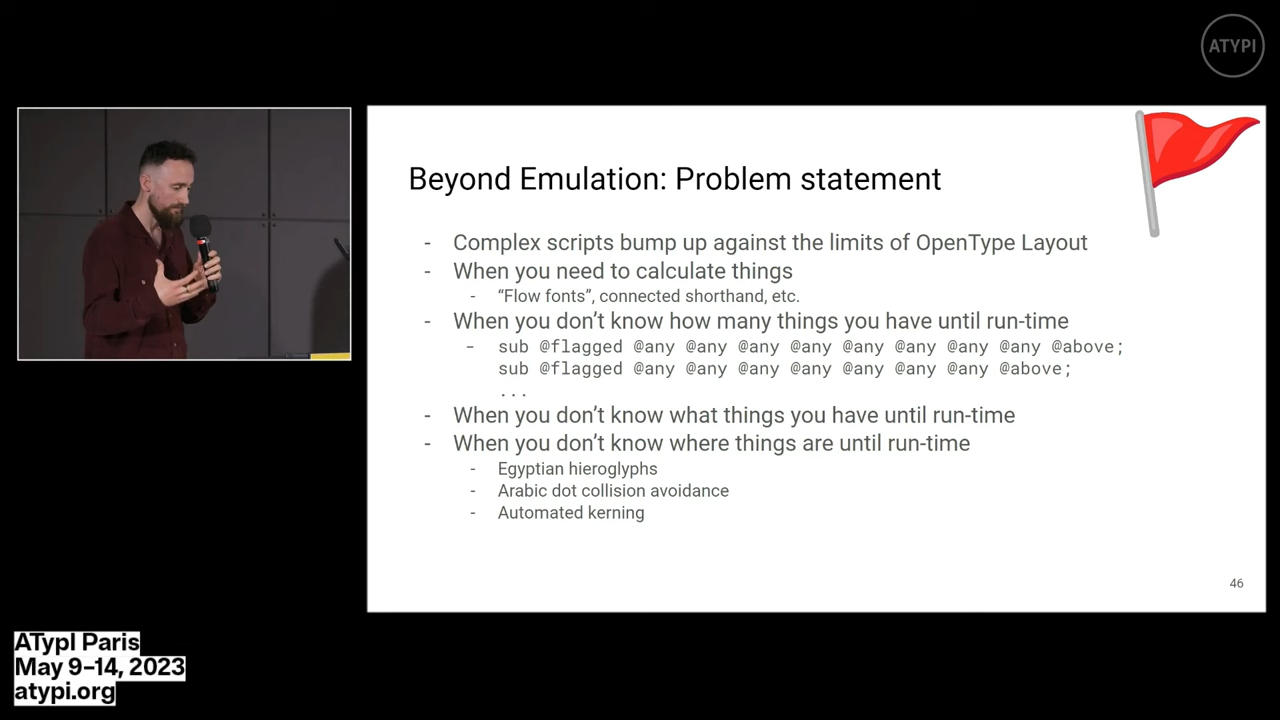 ATYPI
Beyond Emulation: Problem statement
- Complex scripts bump up against the limits of OpenType Layout
- When you need to calculate things
- “Flow fonts”, connected shorthand, etc.
- When you don’t know how many things you have until run-time
- sub @flagged @any @any @any @any @any @any @any @any @above;
sub @flagged @any @any @any @any @any @any @any @above;
...
- When you don’t know what things you have until run-time
- When you don’t know where things are until run-time
- Egyptian hieroglyphs
- Arabic dot collision avoidance
- Automated kerning
46
ATypI Paris
May 9–14, 2023
atypi.org